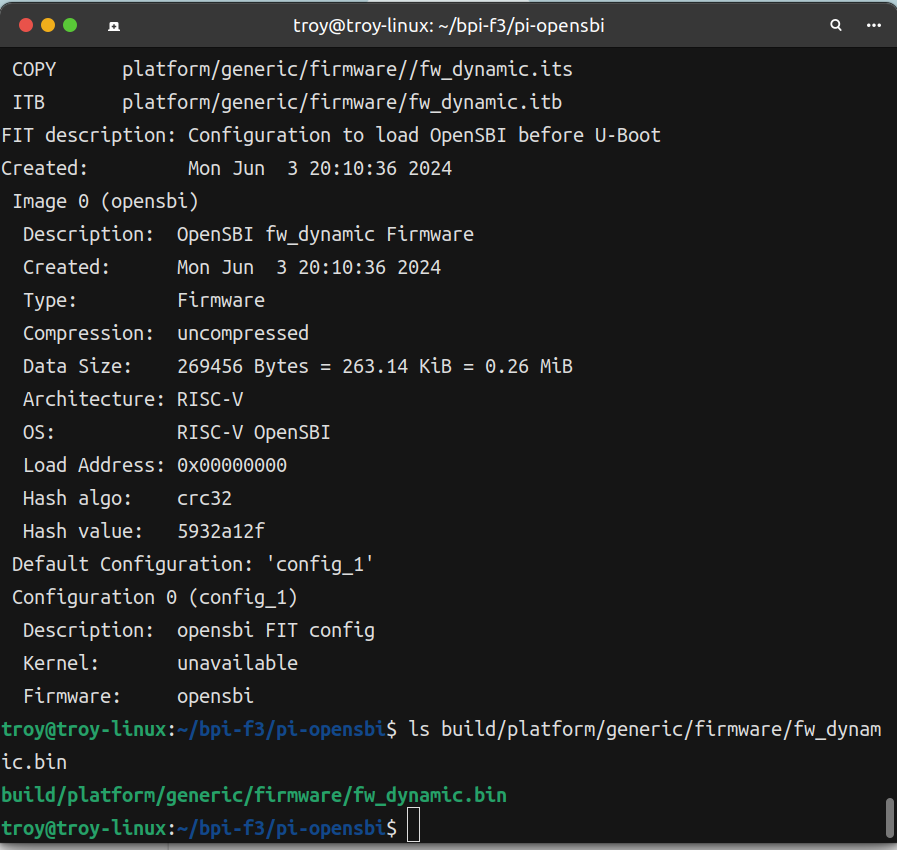 troy@troy-linux: ~/bpi-f3/pi-opensbi
COPY      platform/generic/firmware//fw_dynamic.its
ITB       platform/generic/firmware/fw_dynamic.itb
FIT description: Configuration to load OpenSBI before U-Boot
Created:         Mon Jun  3 20:10:36 2024
 Image 0 (opensbi)
  Description:  OpenSBI fw_dynamic Firmware
  Created:      Mon Jun  3 20:10:36 2024
  Type:         Firmware
  Compression:  uncompressed
  Data Size:    269456 Bytes = 263.14 KiB = 0.26 MiB
  Architecture: RISC-V
  OS:           RISC-V OpenSBI
  Load Address: 0x00000000
  Hash algo:    crc32
  Hash value:   5932a12f
 Default Configuration: 'config_1'
 Configuration 0 (config_1)
  Description:  opensbi FIT config
  Kernel:       unavailable
  Firmware:     opensbi
troy@troy-linux:~/bpi-f3/pi-opensbi$ ls build/platform/generic/firmware/fw_dynam
ic.bin
build/platform/generic/firmware/fw_dynamic.bin
troy@troy-linux:~/bpi-f3/pi-opensbi$